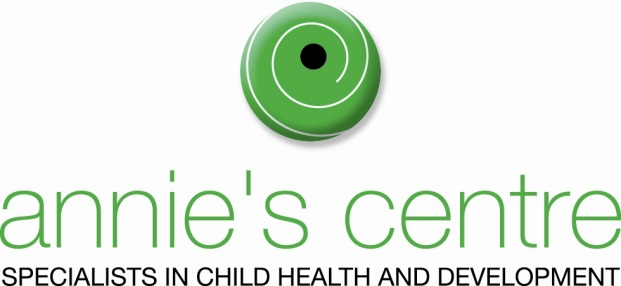 annie's centre
SPECIALISTS IN CHILD HEALTH AND DEVELOPMENT